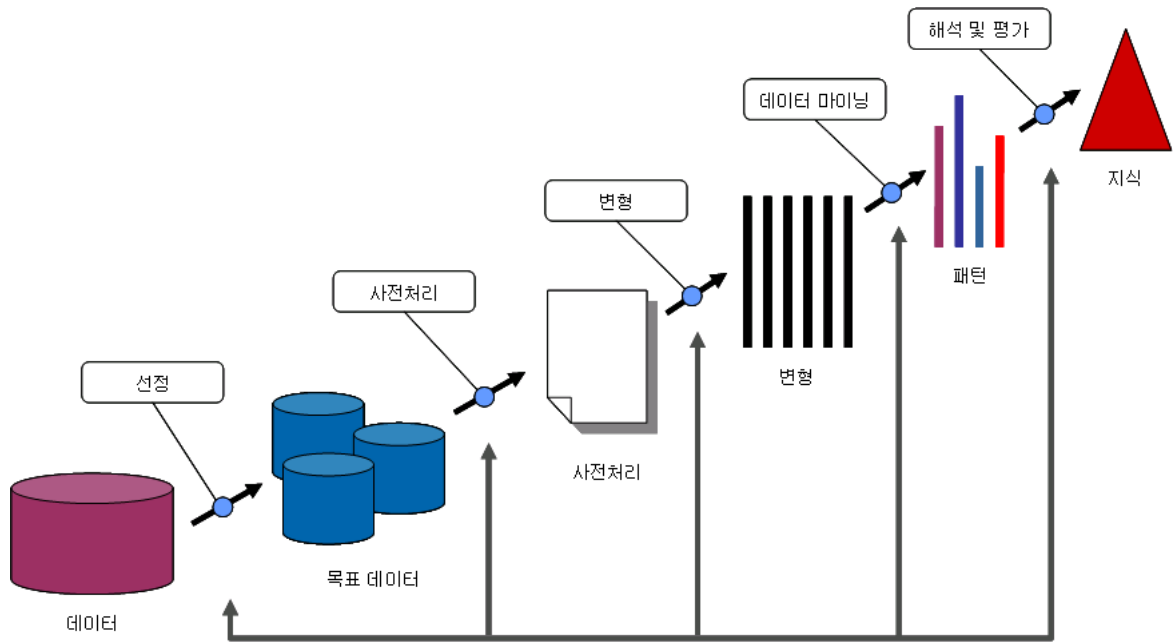 해석 및 평가
데이터 마이닝
지식
변형
패턴
사전처리
변형
선정
사전처리
목표 데이터
데이터